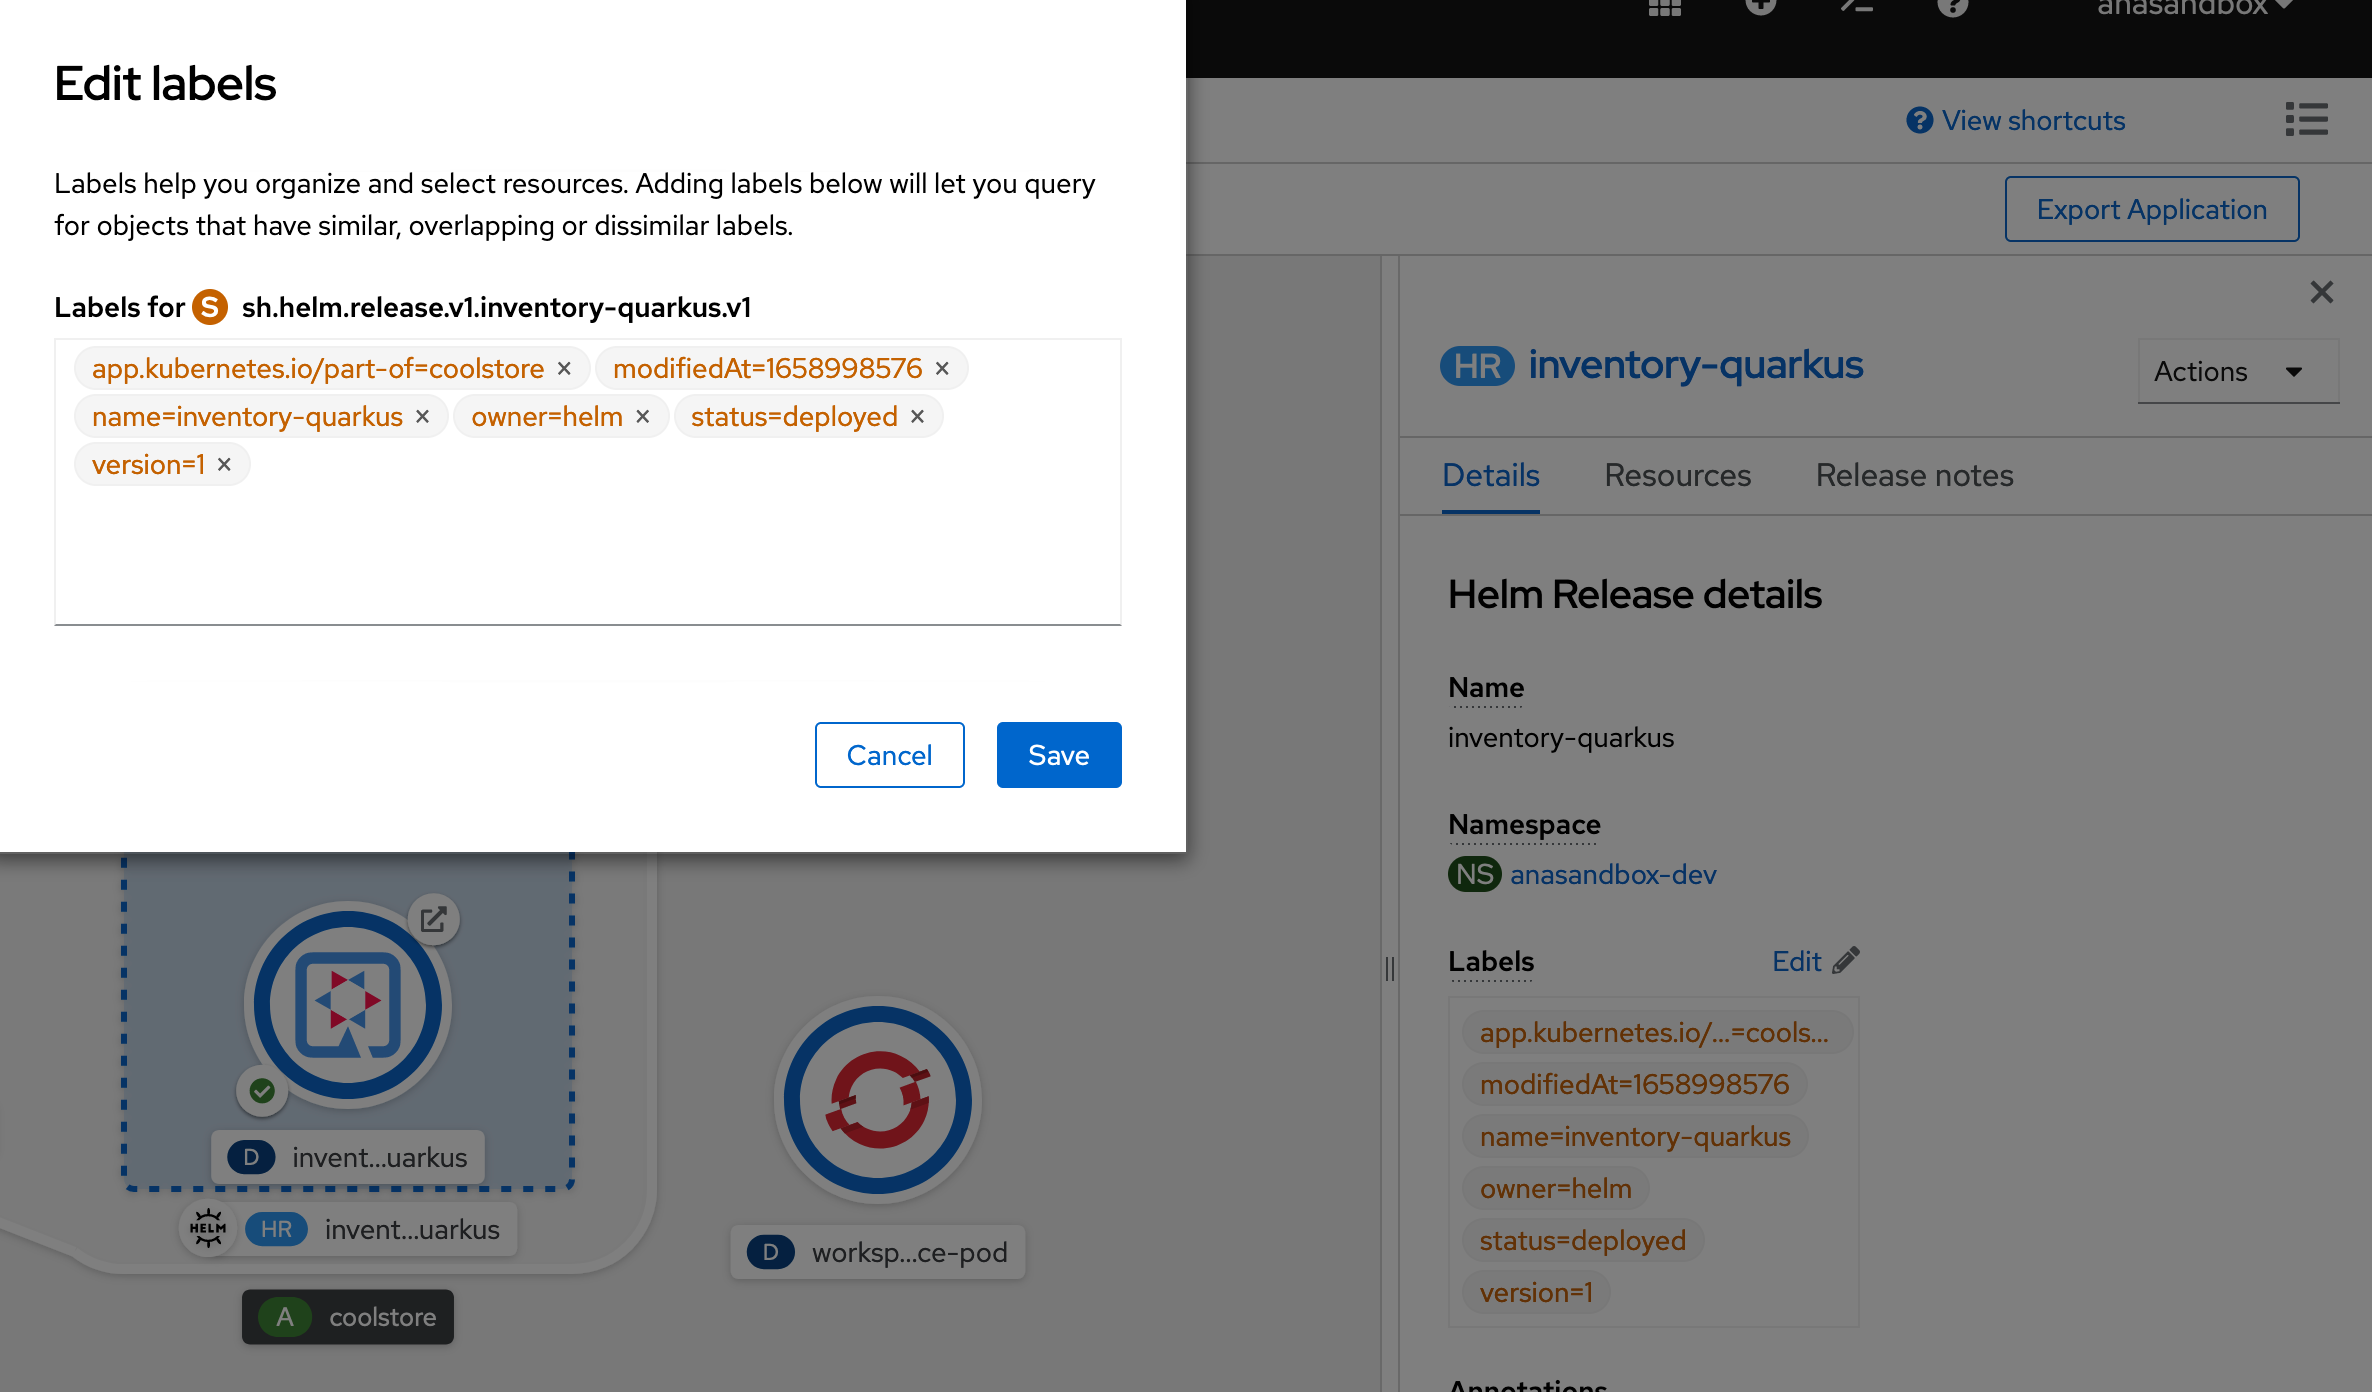 anasandbox
Edit labels
View shortcuts
Labels help you organize and select resources. Adding labels below will let you query
for objects that have similar, overlapping or dissimilar labels.
Export Application
Labels for S sh.helm.release.v1.inventory-quarkus.v1
app.kubernetes.io/part-of=coolstore × modifiedAt=1658998576 ×
name=inventory-quarkus × owner=helm × status=deployed ×
version=1 ×
HR inventory-quarkus
Actions
Details Resources Release notes
Helm Release details
Name
inventory-quarkus
Cancel Save
Namespace
NS anasandbox-dev
Labels Edit
app.kubernetes.io/...=cools...
modifiedAt=1658998576
name=inventory-quarkus
owner=helm
status=deployed
version=1
Annotations
D invent...uarkus
HELM HR invent...uarkus
D worksp...ce-pod
A coolstore